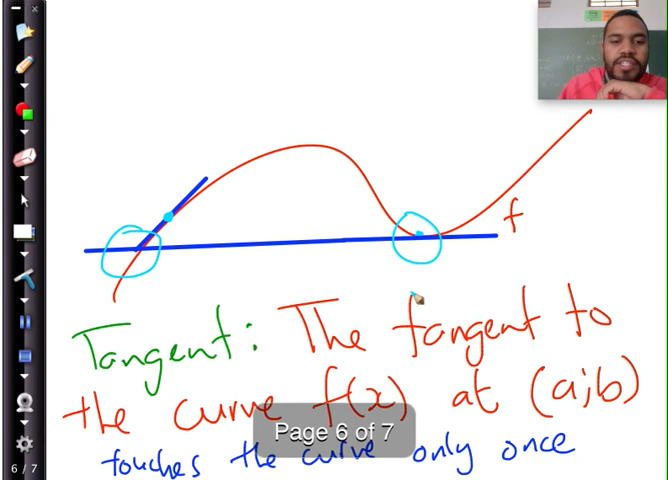 f
Tangent: The tangent to
the curve f(x) at (a;b)
Page 6 of 7
touches the curve only once
6 / 7